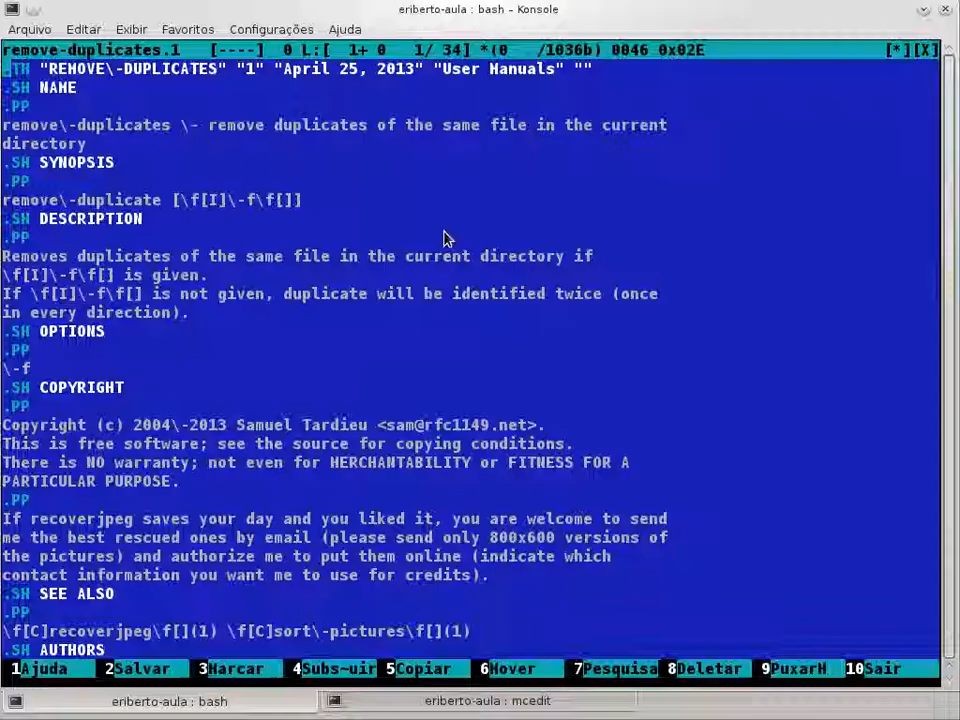 eriberto-aula : bash – Konsole
Arquivo Editar Exibir Favoritos Configurações Ajuda
remove-duplicates.1 [----] 0 L:[ 1+ 0 1/ 34] *(0 /1036b) 0046 0x02E [*][X]
.TH "REMOVE\-DUPLICATES" "1" "April 25, 2013" "User Manuals" ""
.SH NAME
.PP
remove\-duplicates \- remove duplicates of the same file in the current
directory
.SH SYNOPSIS
.PP
remove\-duplicate [\f[I]\-f\f[]]
.SH DESCRIPTION
.PP
Removes duplicates of the same file in the current directory if
\f[I]\-f\f[] is given.
If \f[I]\-f\f[] is not given, duplicate will be identified twice (once
in every direction).
.SH OPTIONS
.PP
\-f
.SH COPYRIGHT
.PP
Copyright (c) 2004\-2013 Samuel Tardieu <sam@rfc1149.net>.
This is free software; see the source for copying conditions.
There is NO warranty; not even for MERCHANTABILITY or FITNESS FOR A
PARTICULAR PURPOSE.
.PP
If recoverjpeg saves your day and you liked it, you are welcome to send
me the best rescued ones by email (please send only 800x600 versions of
the pictures) and authorize me to put them online (indicate which
contact information you want me to use for credits).
.SH SEE ALSO
.PP
\f[C]recoverjpeg\f[](1) \f[C]sort\-pictures\f[](1)
.SH AUTHORS
1Ajuda 2Salvar 3Marcar 4Subs~uir 5Copiar 6Mover 7Pesquisa 8Deletar 9PuxarM 10Sair
eriberto-aula : bash eriberto-aula : mcedit